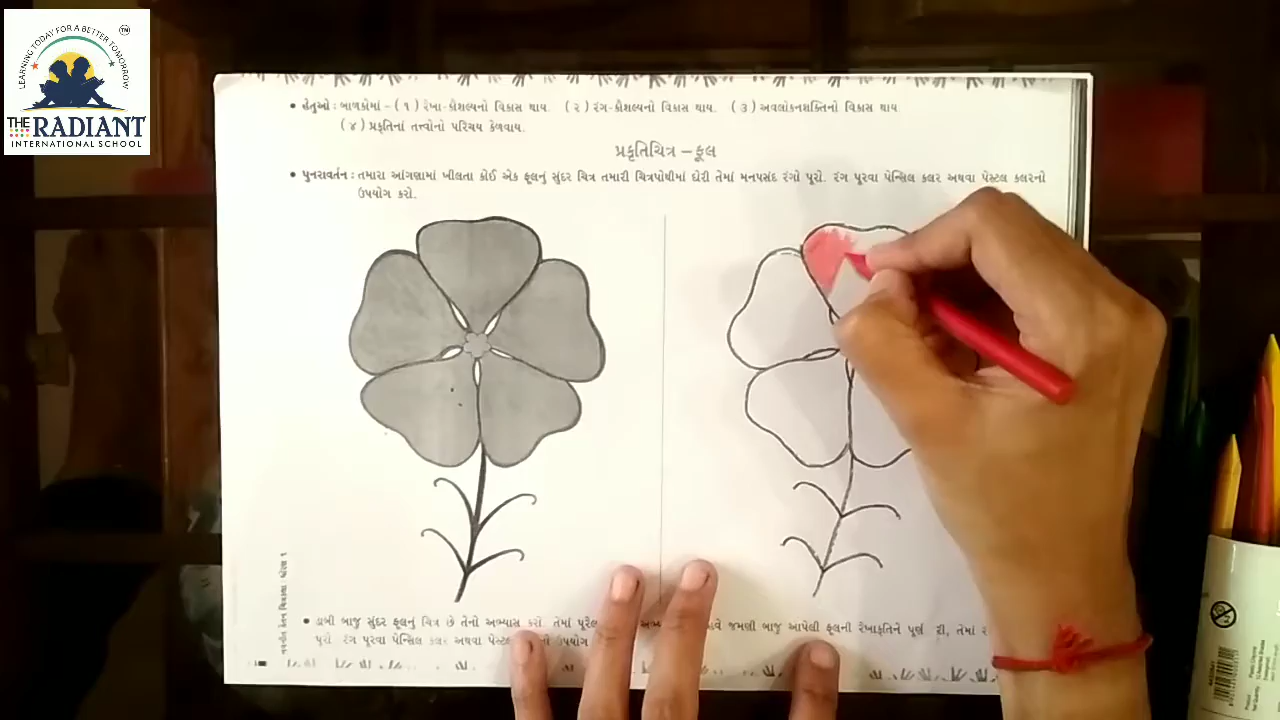 LEARNING TODAY FOR A BETTER TOMORROW
TM
THE RADIANT
INTERNATIONAL SCHOOL
• હેતુઓ : બાળકોમાં – (૧) રેખા-કૌશલ્યનો વિકાસ થાય. (૨) રંગ-કૌશલ્યનો વિકાસ થાય. (૩) અવલોકનશક્તિનો વિકાસ થાય.
(૪) પ્રકૃતિનાં તત્ત્વોનો પરિચય કેળવાય.
પ્રકૃતિચિત્ર – ફૂલ
• પુનરાવર્તન : તમારા આંગણામાં ખીલતા કોઈ એક ફૂલનું સુંદર ચિત્ર તમારી ચિત્રપોથીમાં દોરી તેમાં મનપસંદ રંગો પૂરો. રંગ પૂરવા પેન્સિલ કલર અથવા પેસ્ટલ કલરનો
ઉપયોગ કરો.
• ડાબી બાજુ સુંદર ફૂલનું ચિત્ર છે તેનો અભ્યાસ કરો. તેમાં જમણી બાજુ આપેલી ફૂલની રેખાકૃતિને પૂર્ણ તેમાં
પૂરો. રંગ પૂરવા પેન્સિલ કલર અથવા ઉપયોગ